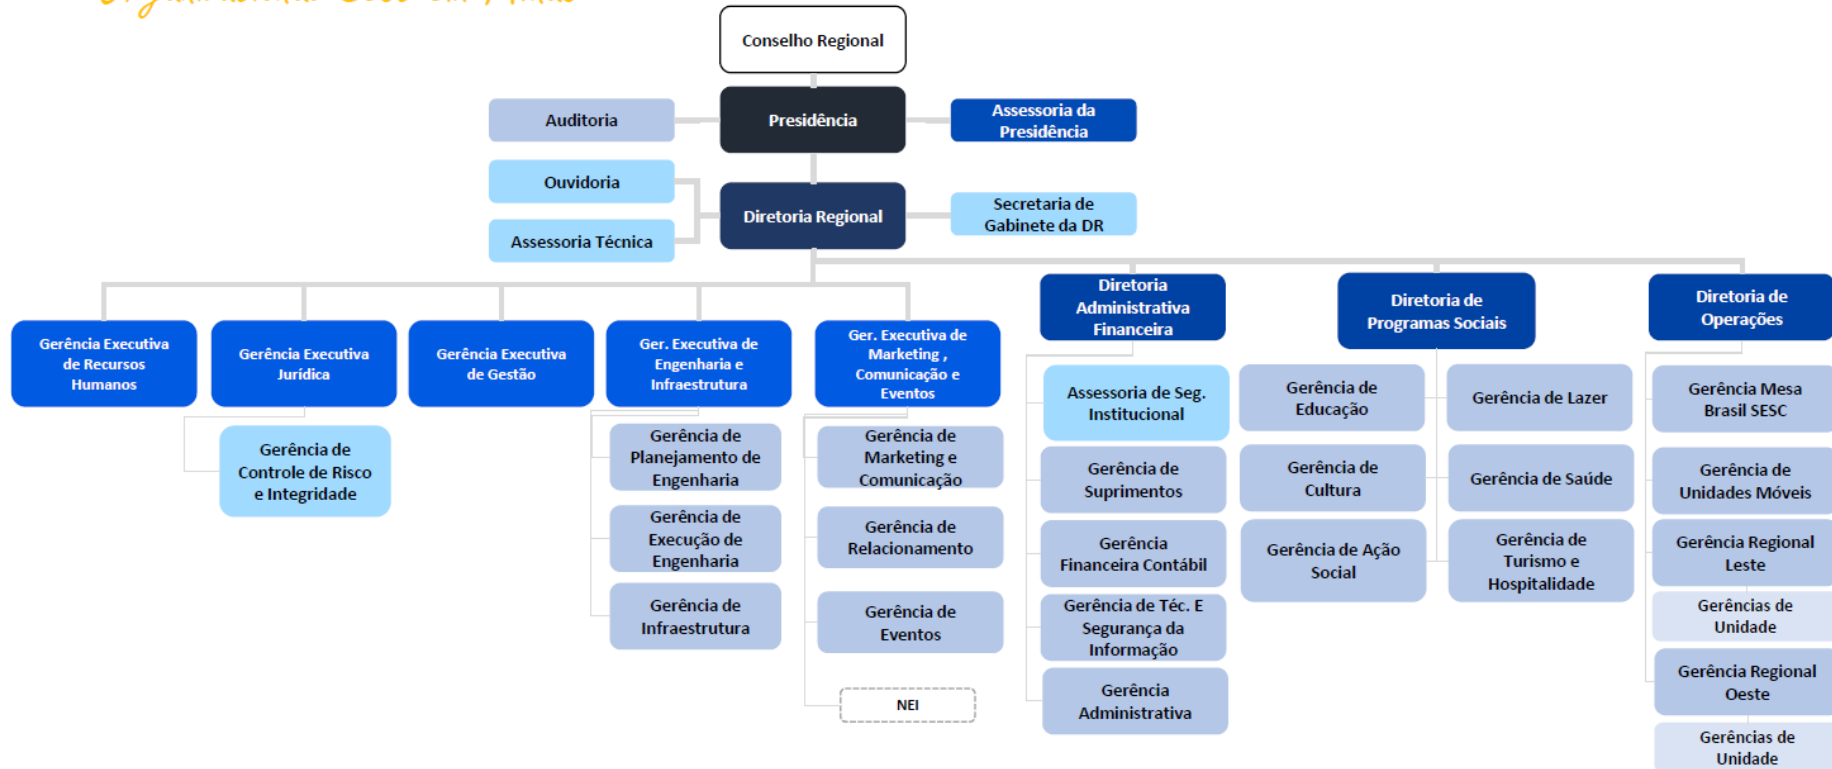 Conselho Regional
Auditoria
Presidência
Assessoria da
Presidência
Ouvidoria
Assessoria Técnica
Diretoria Regional
Secretaria de
Gabinete da DR
Gerência Executiva
de Recursos
Humanos
Gerência Executiva
Jurídica
Gerência Executiva
de Gestão
Ger. Executiva de
Engenharia e
Infraestrutura
Ger. Executiva de
Marketing ,
Comunicação e
Eventos
Diretoria
Administrativa
Financeira
Diretoria de
Programas Sociais
Diretoria de
Operações
Gerência de
Controle de Risco
e Integridade
Gerência de
Planejamento de
Engenharia
Gerência de
Execução de
Engenharia
Gerência de
Infraestrutura
Gerência de
Marketing e
Comunicação
Gerência de
Relacionamento
Gerência de
Eventos
NEI
Assessoria de Seg.
Institucional
Gerência de
Suprimentos
Gerência
Financeira Contábil
Gerência de Téc. E
Segurança da
Informação
Gerência
Administrativa
Gerência de
Educação
Gerência de Lazer
Gerência de
Cultura
Gerência de Saúde
Gerência de Ação
Social
Gerência de
Turismo e
Hospitalidade
Gerência Mesa
Brasil SESC
Gerência de
Unidades Móveis
Gerência Regional
Leste
Gerências de
Unidade
Gerência Regional
Oeste
Gerências de
Unidade